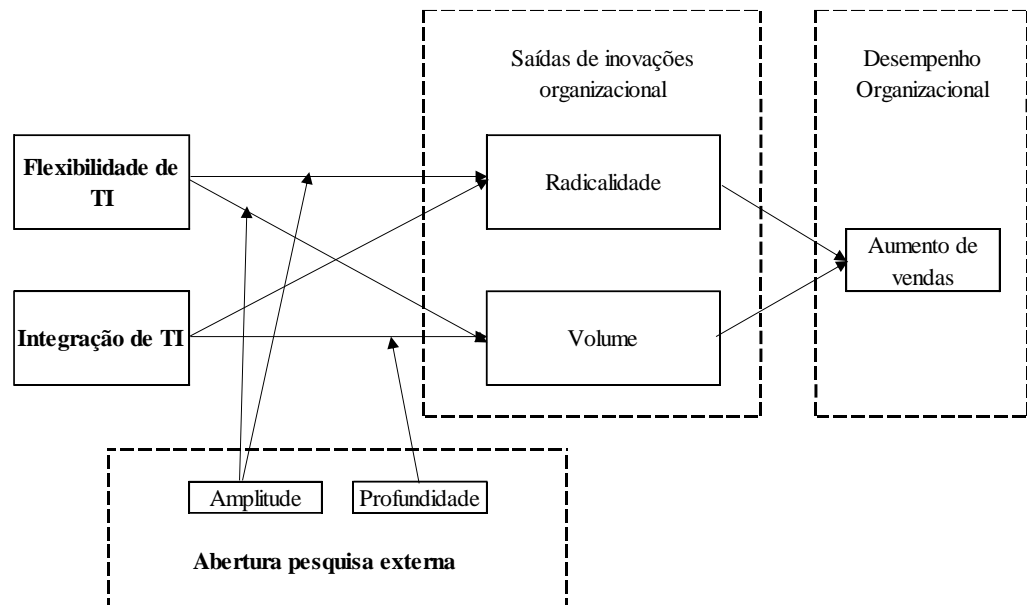 Saídas de inovações
organizacional
Desempenho
Organizacional
Flexibilidade de
TI
Radicalidade
Aumento de
vendas
Integração de TI
Volume
Amplitude
Profundidade
Abertura pesquisa externa